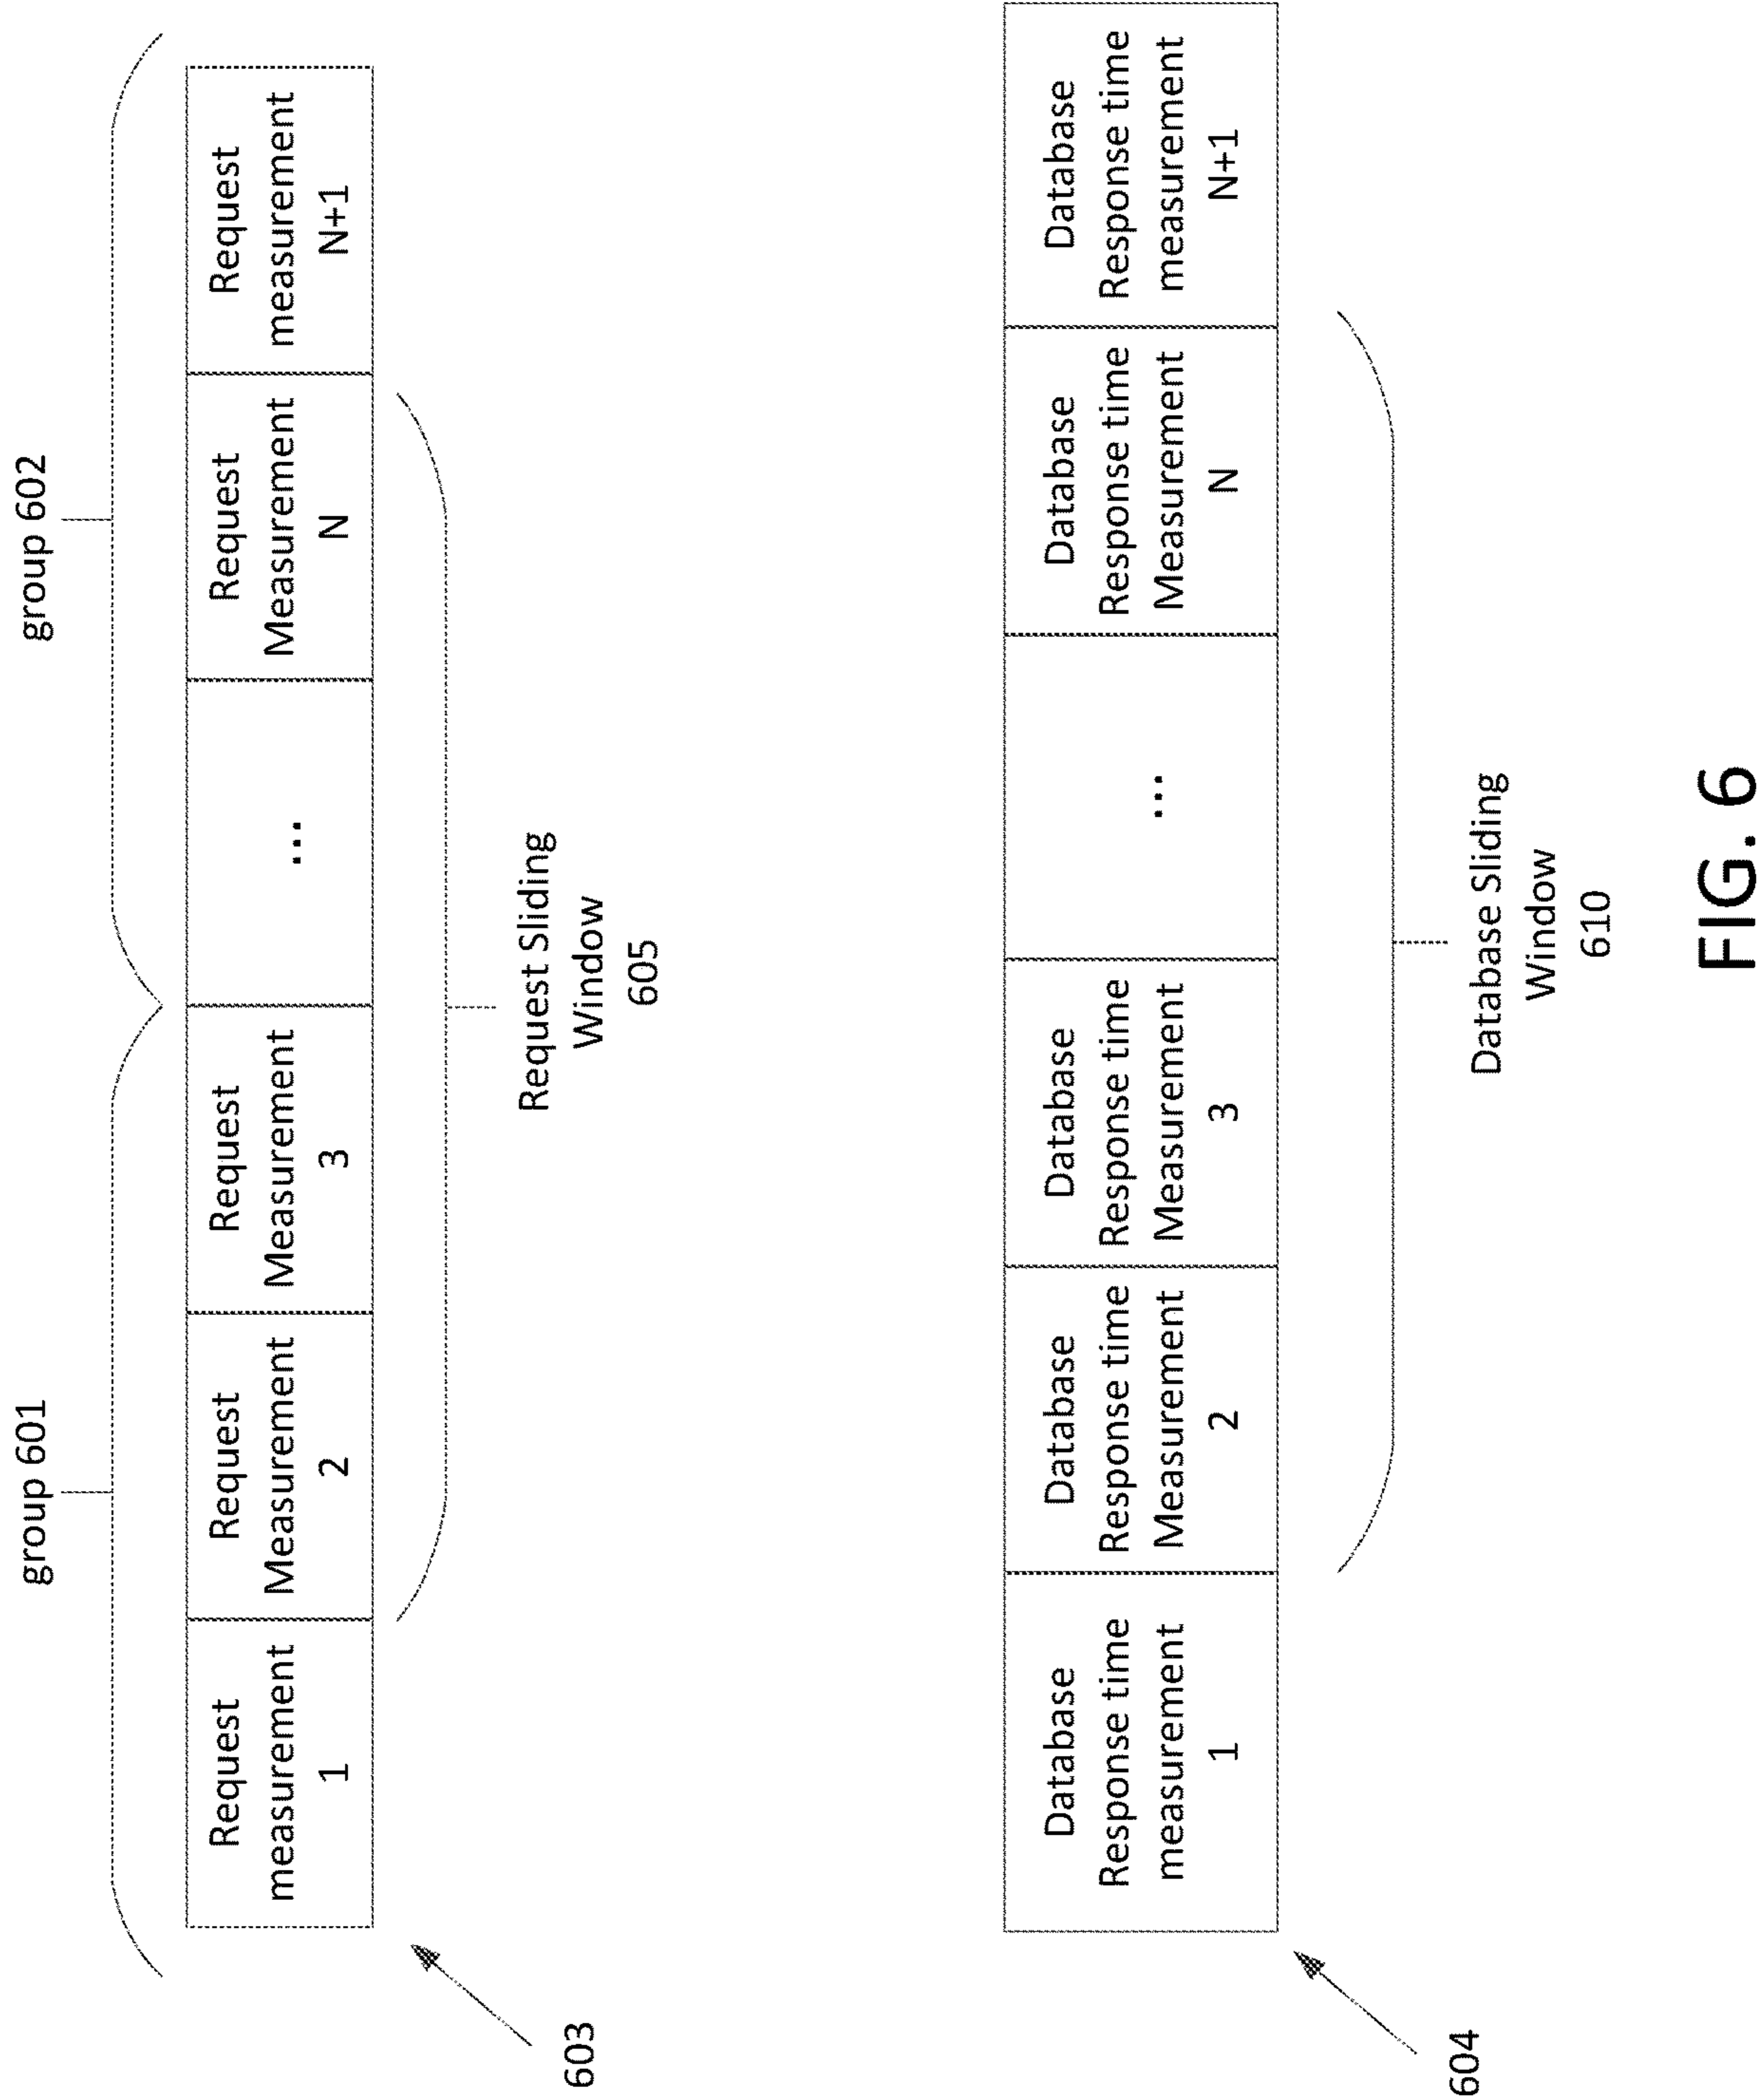 group 601
group 602
Request
measurement
1
Request
Measurement
2
Request
Measurement
3
...
Request
Measurement
N
Request
measurement
N+1
603
Request Sliding
Window
605
Database
Response time
measurement
1
Database
Response time
Measurement
2
Database
Response time
Measurement
3
...
Database
Response time
Measurement
N
Database
Response time
measurement
N+1
604
Database Sliding
Window
610
FIG. 6